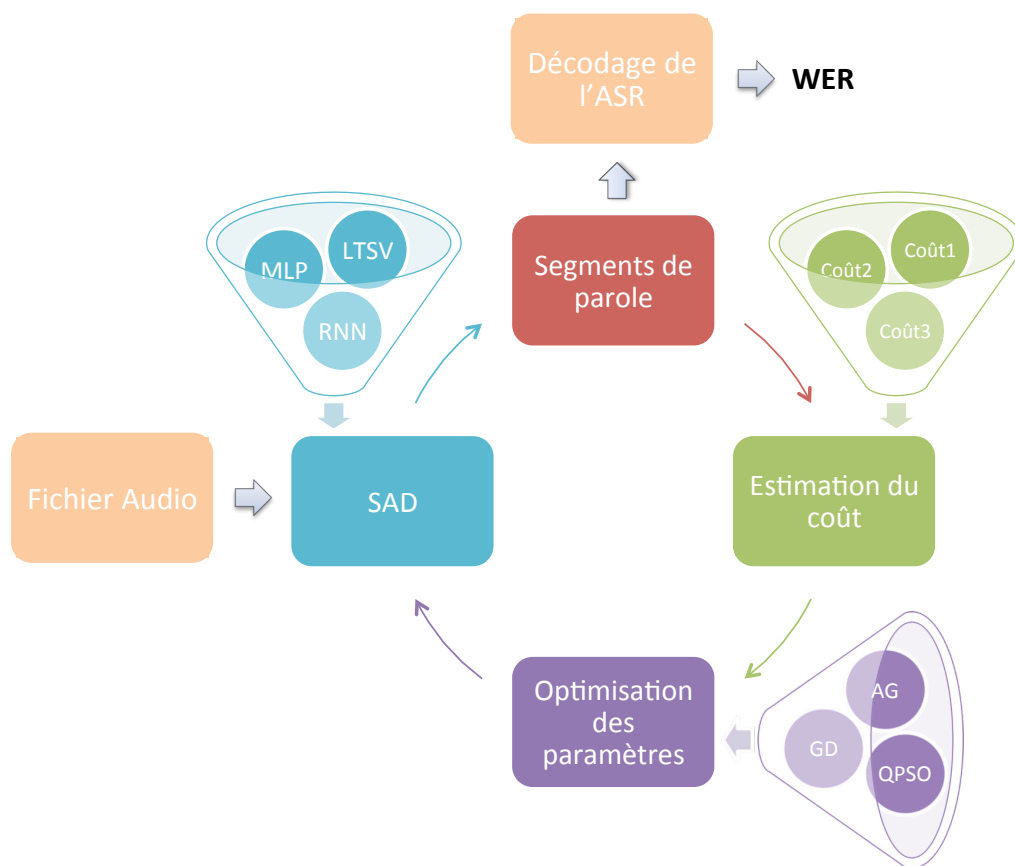 Décodage de
l'ASR
WER
MLP
LTSV
RNN
Segments de
parole
Coût2
Coût1
Coût3
Fichier Audio
SAD
Estimation du
coût
Optimisation
des
paramètres
AG
GD
QPSO